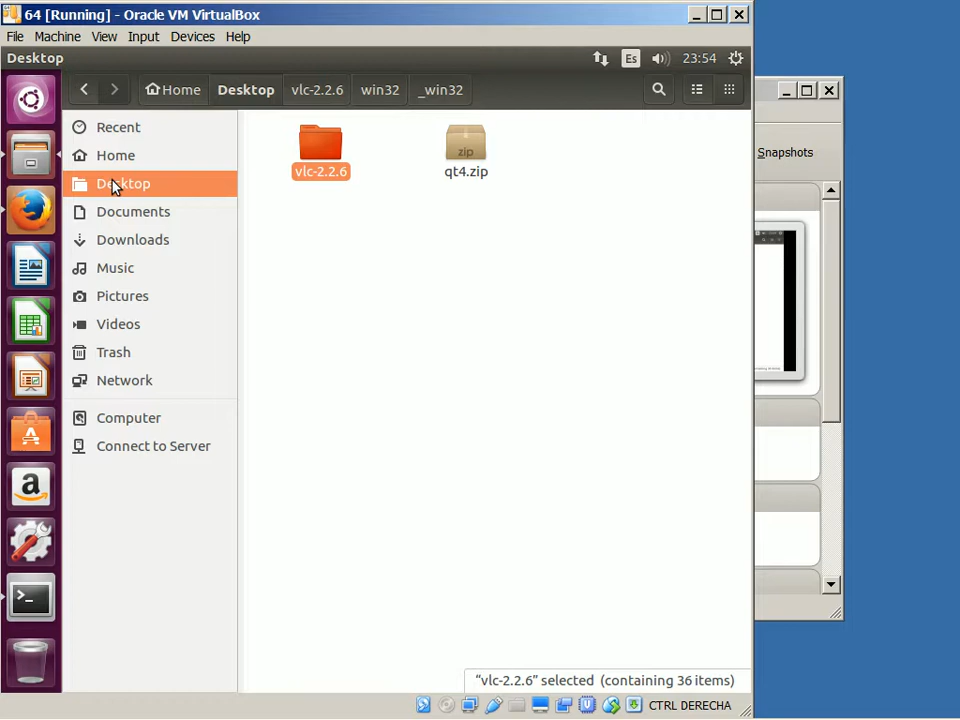 64 [Running] - Oracle VM VirtualBox
File Machine View Input Devices Help
Desktop
Es
23:54
Home Desktop vlc-2.2.6 win32 _win32
Recent
Home
Desktop
Documents
Downloads
Music
Pictures
Videos
Trash
Network
Computer
Connect to Server
vlc-2.2.6
zip
qt4.zip
Snapshots
A
a
>_
“vlc-2.2.6” selected (containing 36 items)
CTRL DERECHA